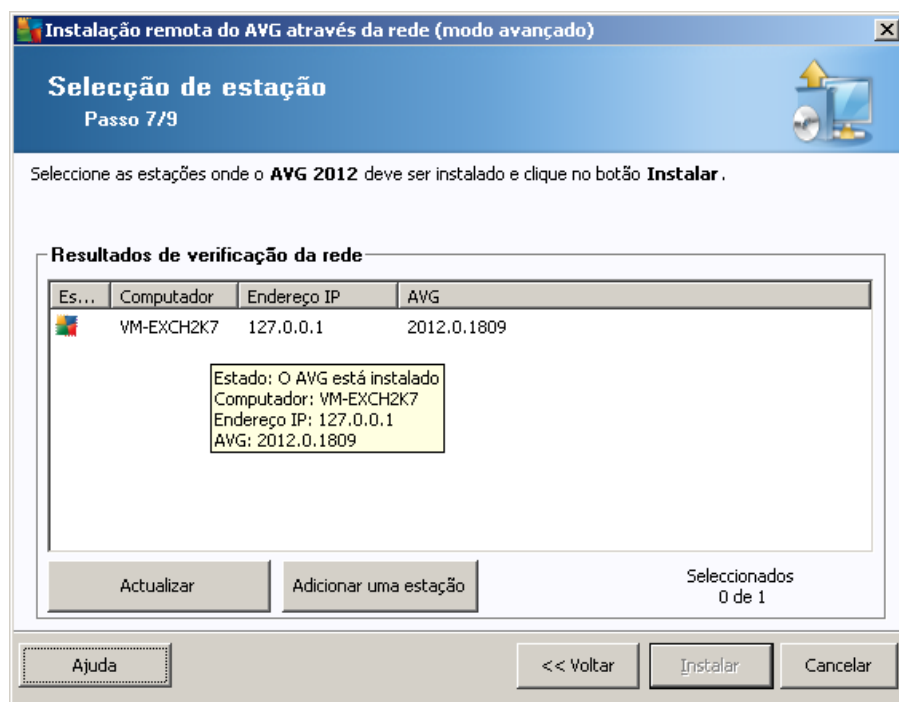 Instalação remota do AVG através da rede (modo avançado)
Selecção de estação
Passo 7/9
Seleccione as estações onde o AVG 2012 deve ser instalado e clique no botão Instalar.
Resultados de verificação da rede
Es... Computador Endereço IP AVG
VM-EXCH2K7 127.0.0.1 2012.0.1809
Estado: O AVG está instalado
Computador: VM-EXCH2K7
Endereço IP: 127.0.0.1
AVG: 2012.0.1809
Actualizar Adicionar uma estação Seleccionados
0 de 1
Ajuda << Voltar Instalar Cancelar